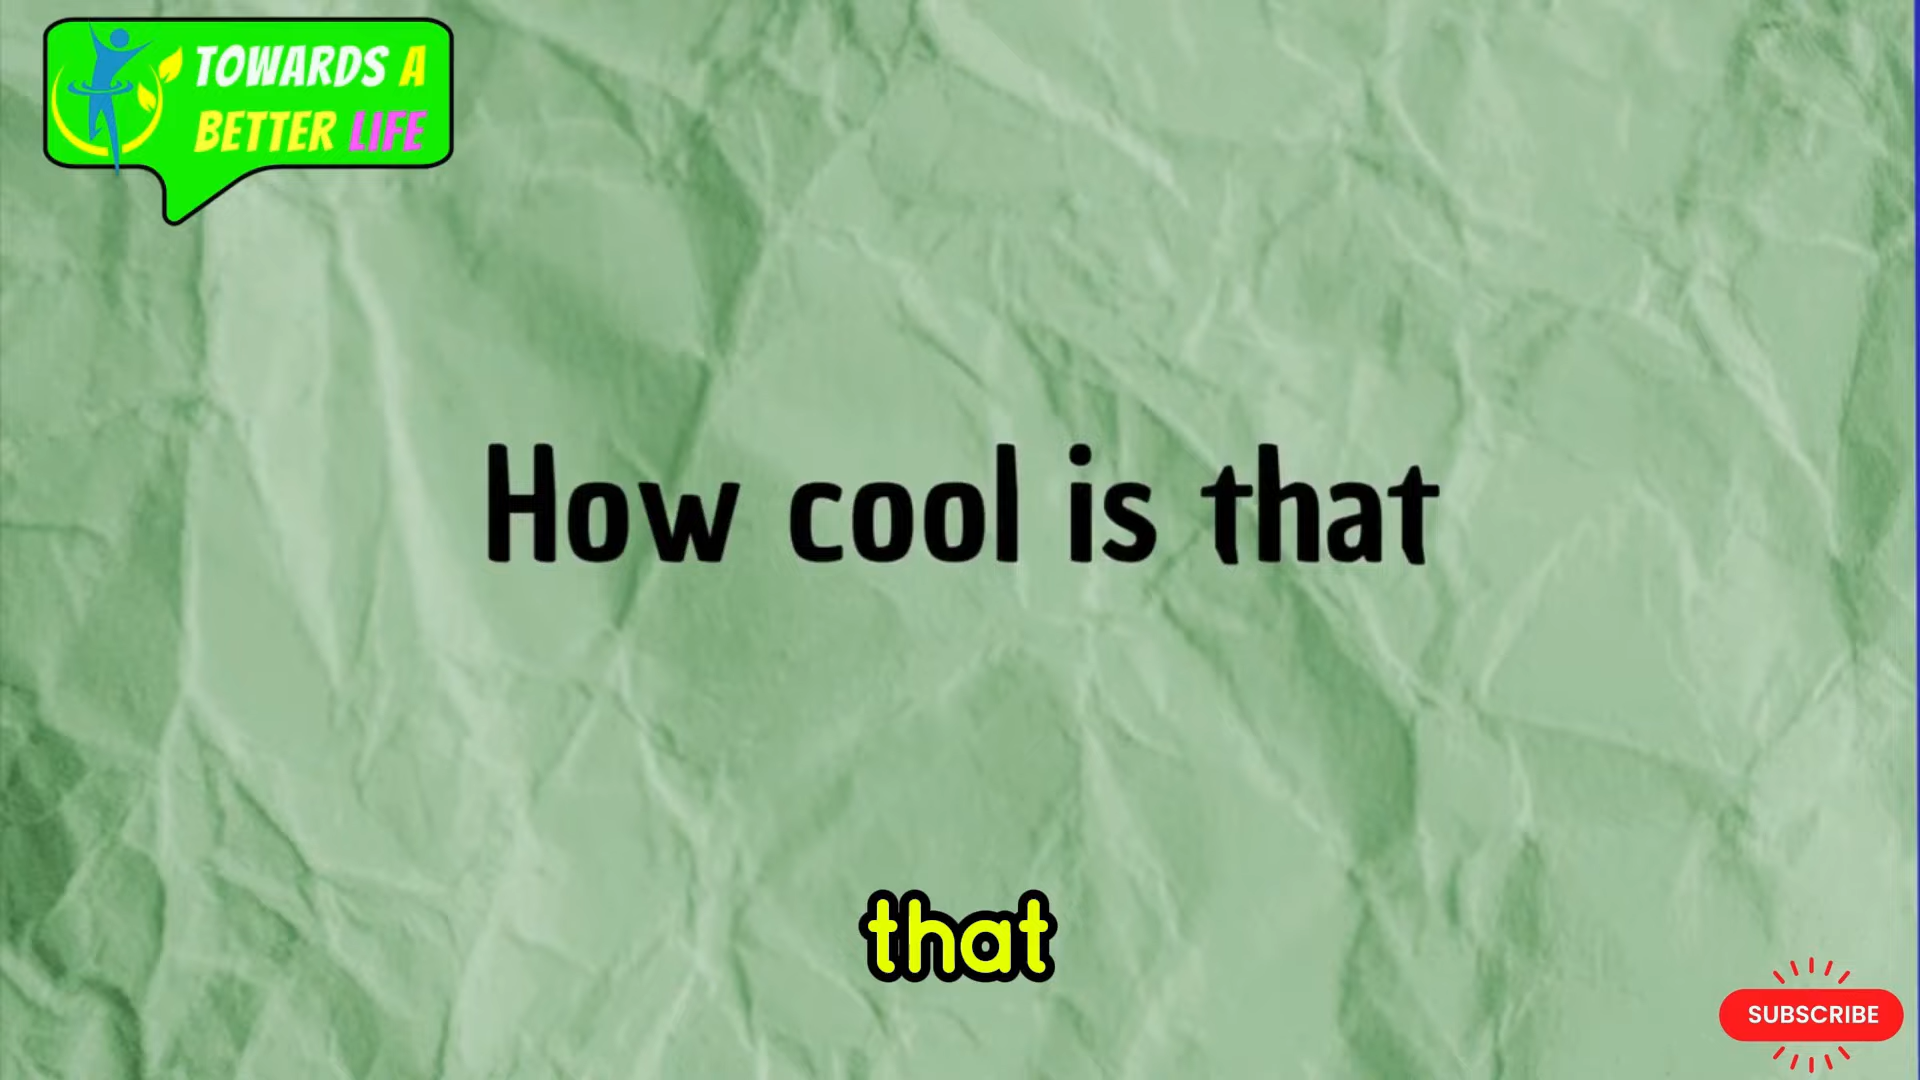 TOWARDS A
BETTER LIFE
How cool is that
that
SUBSCRIBE